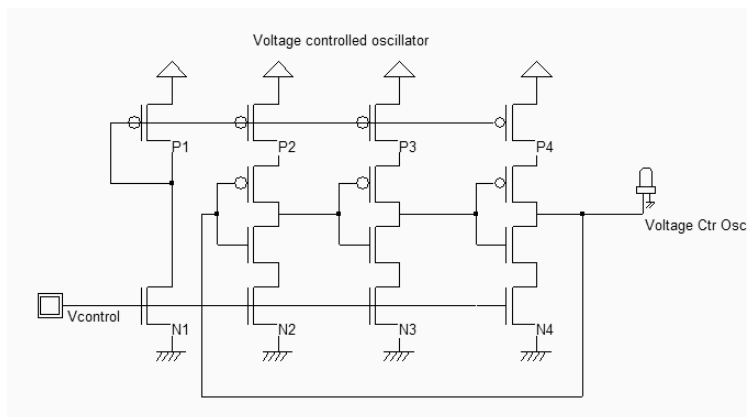 Voltage controlled oscillator
P1
P2
P3
P4
Voltage Ctr Osc
Vcontrol
N1
N2
N3
N4